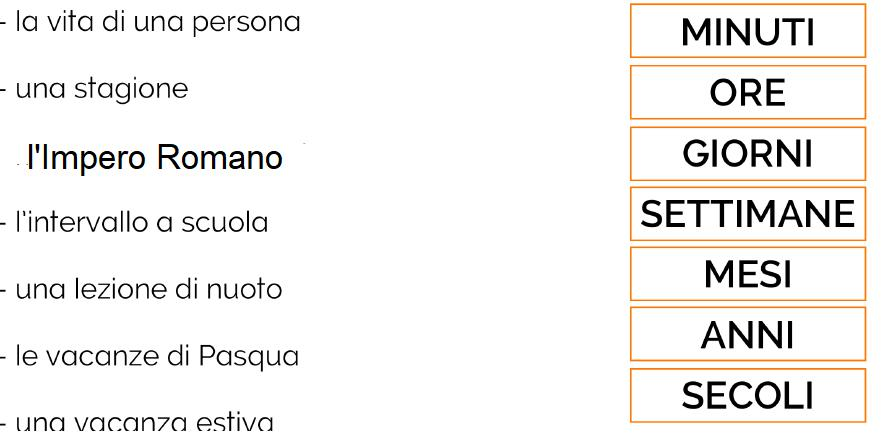 - la vita di una persona
- una stagione
l'Impero Romano
- l'intervallo a scuola
- una lezione di nuoto
- le vacanze di Pasqua
- una vacanza estiva
MINUTI
ORE
GIORNI
SETTIMANE
MESI
ANNI
SECOLI